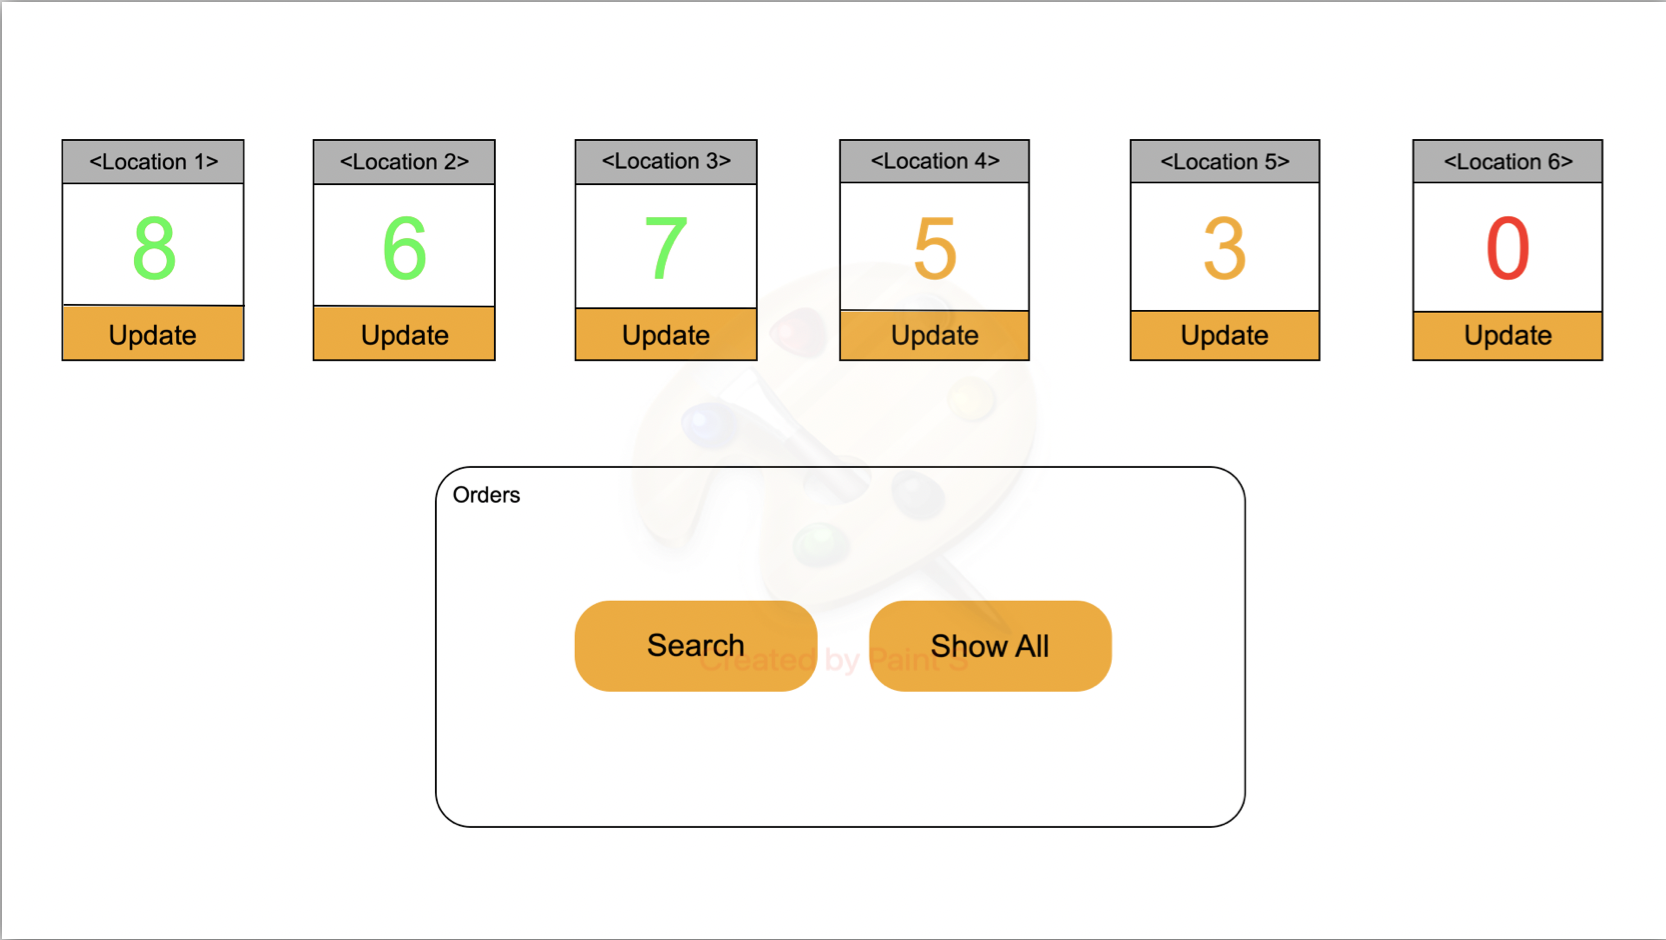 <Location 1>
<Location 2>
<Location 3>
<Location 4>
<Location 5>
<Location 6>
8
6
7
5
3
0
Update
Update
Update
Update
Update
Update
Orders
Search
Show All
Created by Paint S